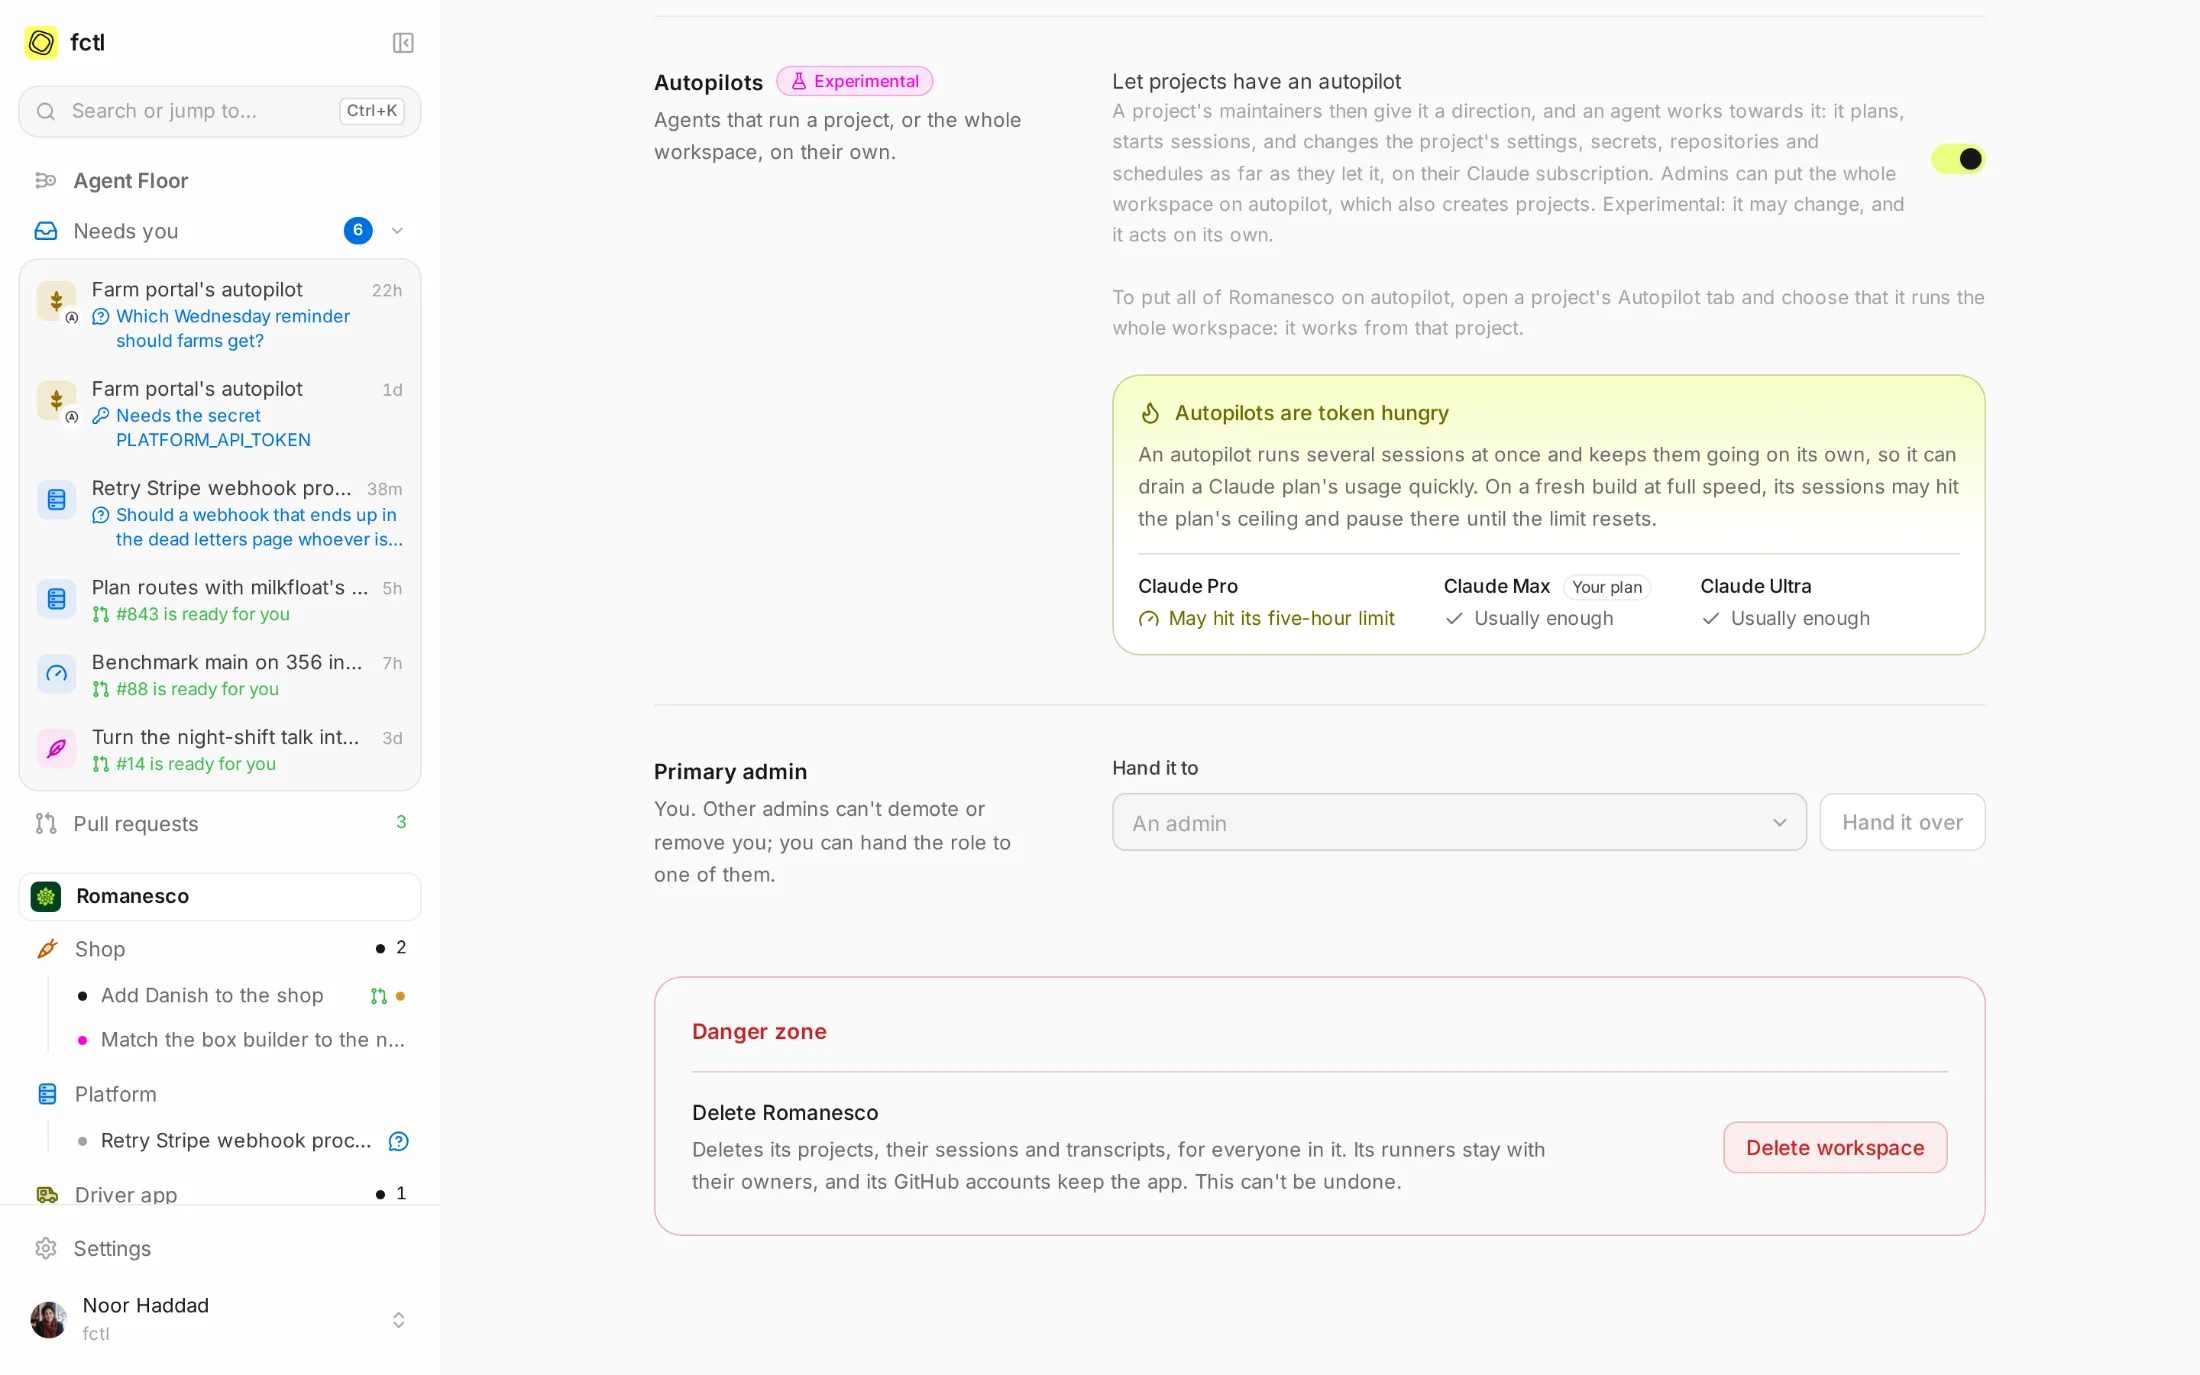 fctl
Search or jump to...
Ctrl+K
Agent Floor
Needs you
6
Farm portal's autopilot
22h
Which Wednesday reminder
should farms get?
Farm portal's autopilot
1d
Needs the secret
PLATFORM_API_TOKEN
Retry Stripe webhook pro...
38m
Should a webhook that ends up in
the dead letters page whoever is...
Plan routes with milkfloat's ...
5h
#843 is ready for you
Benchmark main on 356 in...
7h
#88 is ready for you
Turn the night-shift talk int...
3d
#14 is ready for you
Pull requests
3
Romanesco
Shop
2
Add Danish to the shop
Match the box builder to the n...
Platform
Retry Stripe webhook proc...
Driver app
1
Settings
Noor Haddad
fctl
Autopilots
Experimental
Agents that run a project, or the whole
workspace, on their own.
Let projects have an autopilot
A project's maintainers then give it a direction, and an agent works towards it: it plans,
starts sessions, and changes the project's settings, secrets, repositories and
schedules as far as they let it, on their Claude subscription. Admins can put the whole
workspace on autopilot, which also creates projects. Experimental: it may change, and
it acts on its own.
To put all of Romanesco on autopilot, open a project's Autopilot tab and choose that it runs the
whole workspace: it works from that project.
Autopilots are token hungry
An autopilot runs several sessions at once and keeps them going on its own, so it can
drain a Claude plan's usage quickly. On a fresh build at full speed, its sessions may hit
the plan's ceiling and pause there until the limit resets.
Claude Pro
May hit its five-hour limit
Claude Max
Your plan
Usually enough
Claude Ultra
Usually enough
Primary admin
You. Other admins can't demote or
remove you; you can hand the role to
one of them.
Hand it to
An admin
Hand it over
Danger zone
Delete Romanesco
Deletes its projects, their sessions and transcripts, for everyone in it. Its runners stay with
their owners, and its GitHub accounts keep the app. This can't be undone.
Delete workspace